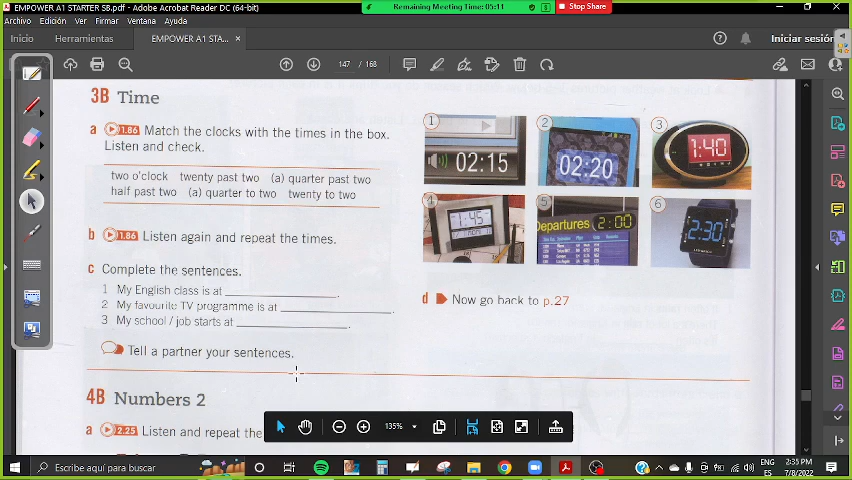 EMPOWER A1 STARTER SB.pdf - Adobe Acrobat Reader DC (64-bit)
Remaining Meeting Time: 05:11
Stop Share
Archivo Edición Ver Firmar Ventana Ayuda
Inicio Herramientas EMPOWER A1 STA... × Iniciar sesión
147 / 168
3B Time
a 1.86 Match the clocks with the times in the box.
Listen and check.
two o'clock twenty past two (a) quarter past two
half past two (a) quarter to two twenty to two
b 1.86 Listen again and repeat the times.
c Complete the sentences.
1 My English class is at
2 My favourite TV programme is at
3 My school / job starts at
Tell a partner your sentences.
1 02:15
2 02:20
3 1:40
4 1:45
5 Departures 2:00
6 2:30
d Now go back to p.27
4B Numbers 2
a 2.25 Listen and repeat the
135%
Escribe aquí para buscar
ENG
ES
2:35 PM
7/8/2022